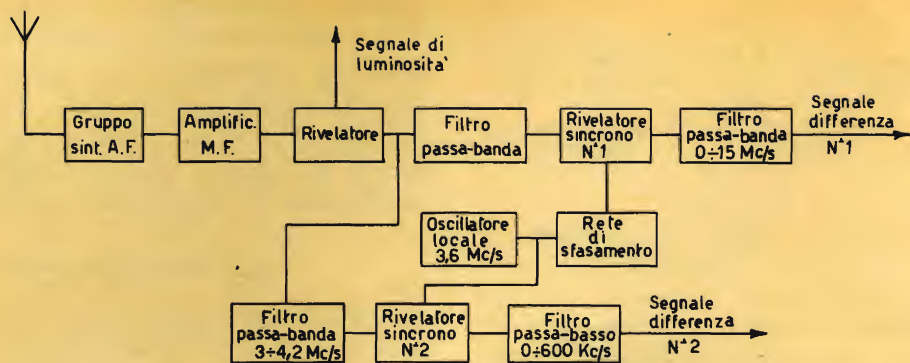 Segnale di
luminosita'
Gruppo
sint. A.F.
Amplific.
M.F.
Rivelatore
Filtro
passa-banda
Rivelatore
sincrono
N°1
Filtro
passa-banda
0÷15 Mc/s
Segnale
differenza
N°1
Oscillatore
locale
3,6 Mc/s
Rete
di
sfasamento
Filtro
passa-banda
3÷4,2 Mc/s
Rivelatore
sincrono
N°2
Filtro
passa-basso
0÷600 Kc/s
Segnale
differenza
N°2